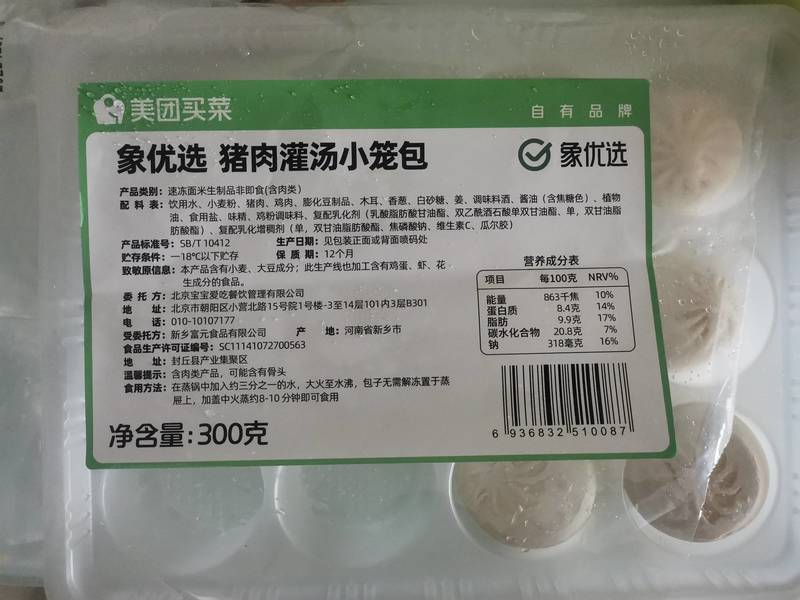 美团买菜
自有品牌
象优选 猪肉灌汤小笼包
象优选
产品类别：速冻面米生制品非即食(含肉类)
配 料 表：饮用水、小麦粉、猪肉、鸡肉、膨化豆制品、木耳、香葱、白砂糖、姜、调味料酒、酱油（含焦糖色）、植物
油、食用盐、味精、鸡粉调味料、复配乳化剂（乳酸脂肪酸甘油酯、双乙酰酒石酸单双甘油酯、单，双甘油脂
肪酸酯）、复配乳化增稠剂（单，双甘油脂肪酸酯、焦磷酸钠、维生素C、瓜尔胶）
产品标准号：SB/T 10412 生产日期：见包装正面或背面喷码处
贮存条件：—18℃以下贮存 保 质 期：12个月
致敏原信息：本产品含有小麦、大豆成分；此生产线也加工含有鸡蛋、虾、花
生成分的食品。
委 托 方：北京宝宝爱吃餐饮管理有限公司
地 址：北京市朝阳区小营北路15号院1号楼-3至14层101内3层B301
电 话：010-10107177
受委托方：新乡富元食品有限公司 产 地：河南省新乡市
食品生产许可证编号：SC11141072700563
地 址：封丘县产业集聚区
温馨提示：含肉类产品，可能含有骨头
食用方法：在蒸锅中加入约三分之一的水，大火至水沸，包子无需解冻置于蒸
屉上，加盖中火蒸约8-10 分钟即可食用
净含量：300克
营养成分表
项目 每100克 NRV%
能量 863千焦 10%
蛋白质 8.4克 14%
脂肪 9.9克 17%
碳水化合物 20.8克 7%
钠 318毫克 16%
6 936832 510087